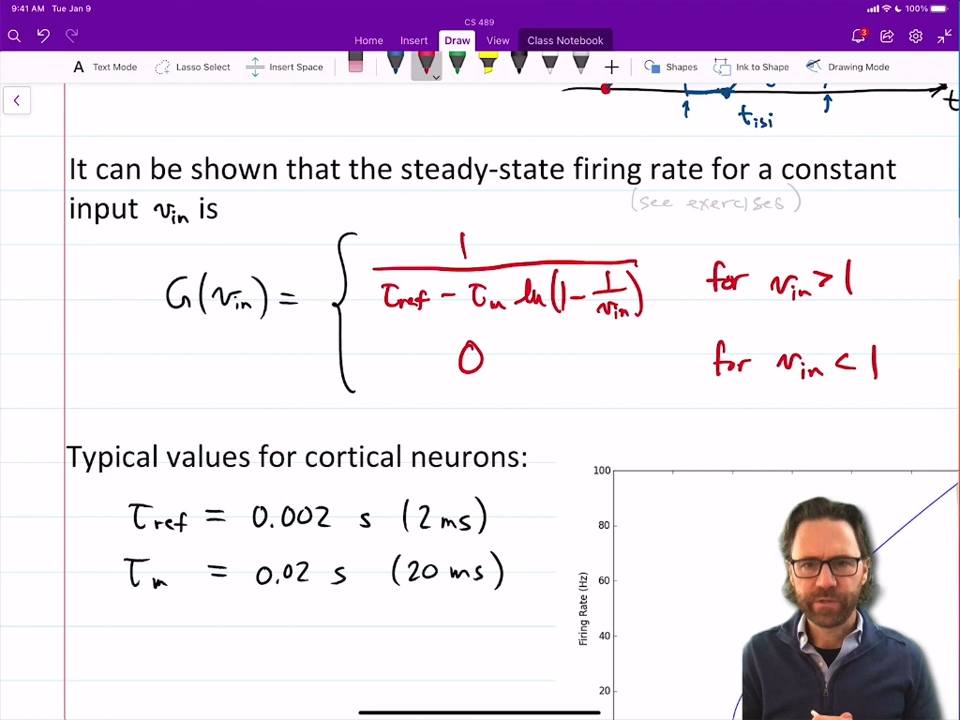 9:41 AM Tue Jan 9
100%
CS 489
Home Insert Draw View Class Notebook
3
A Text Mode Lasso Select Insert Space Shapes Ink to Shape Drawing Mode
t
t_isi
It can be shown that the steady-state firing rate for a constant
(see exercises)
input v_in is
G(v_in) = { 1 / (τ_ref − τ_m ln(1 − 1/v_in)) for v_in > 1
0 for v_in < 1
Typical values for cortical neurons:
τ_ref = 0.002 s (2 ms)
τ_m = 0.02 s (20 ms)
100
80
60
40
20
Firing Rate (Hz)